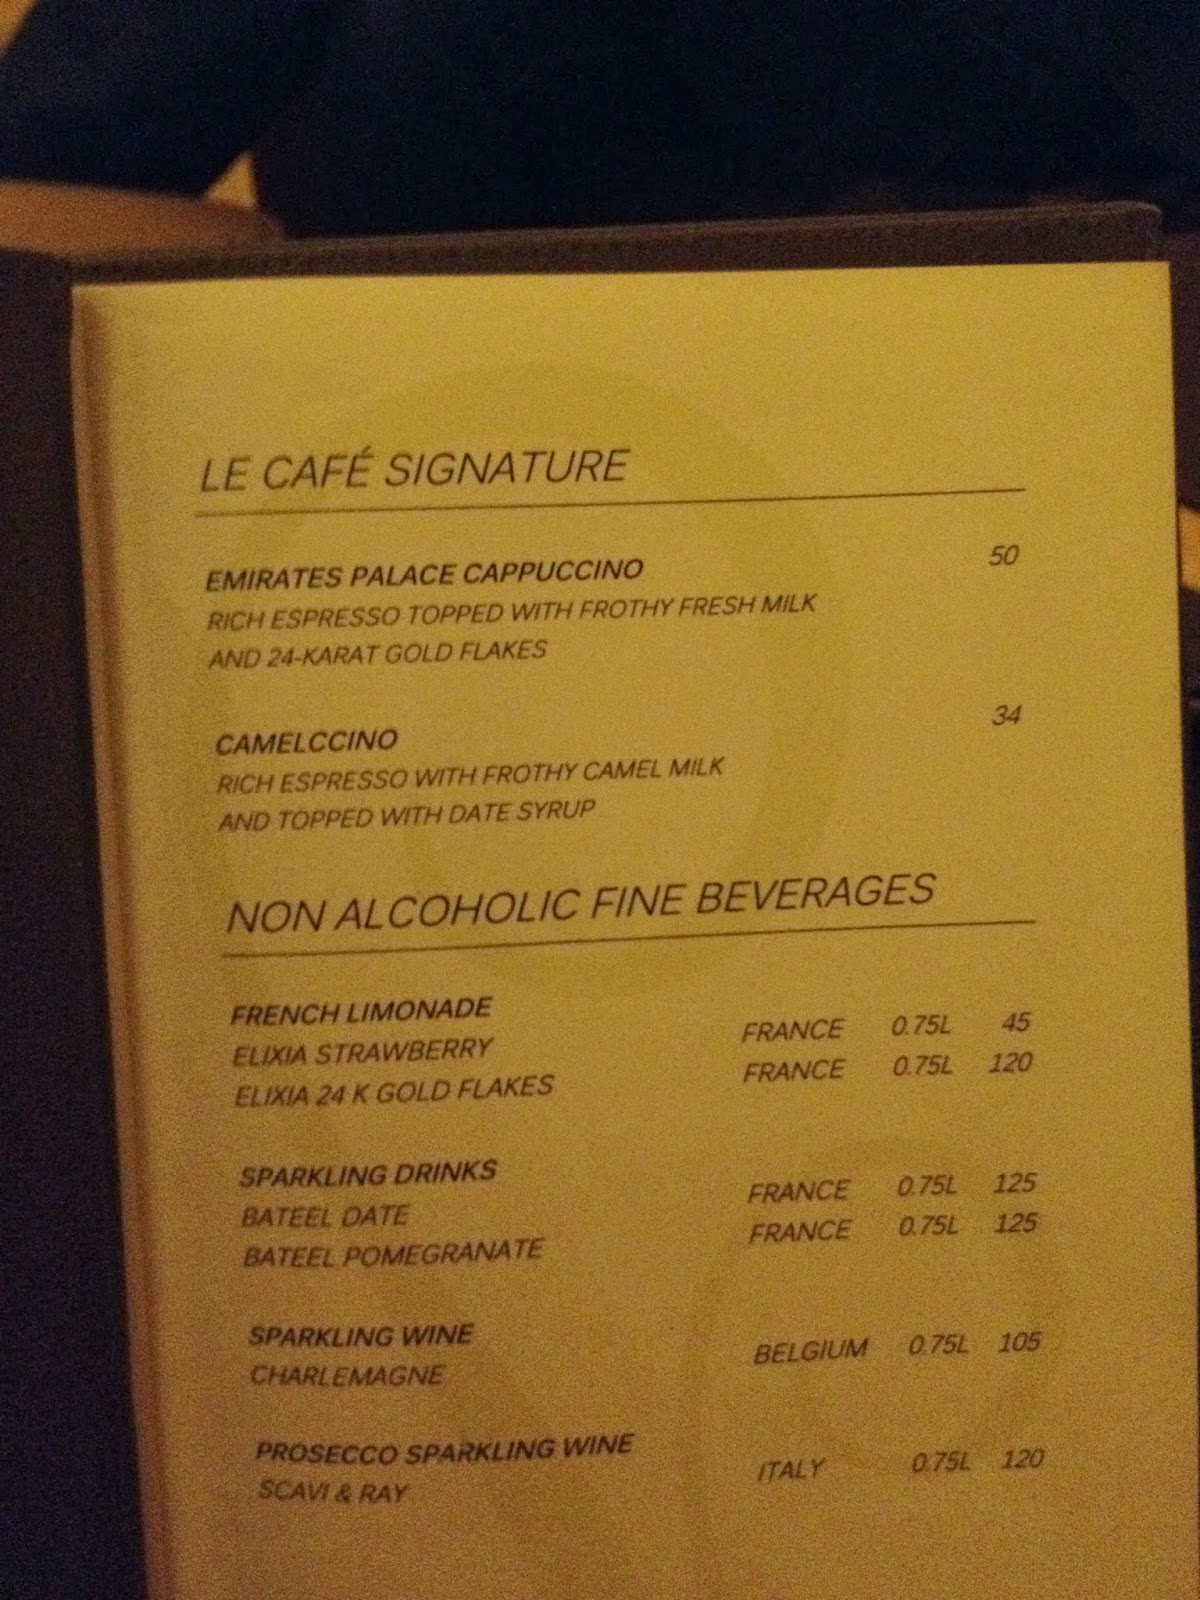 LE CAFÉ SIGNATURE
EMIRATES PALACE CAPPUCCINO 50
RICH ESPRESSO TOPPED WITH FROTHY FRESH MILK
AND 24-KARAT GOLD FLAKES
CAMELCCINO 34
RICH ESPRESSO WITH FROTHY CAMEL MILK
AND TOPPED WITH DATE SYRUP
NON ALCOHOLIC FINE BEVERAGES
FRENCH LIMONADE
ELIXIA STRAWBERRY FRANCE 0.75L 45
ELIXIA 24 K GOLD FLAKES FRANCE 0.75L 120
SPARKLING DRINKS
BATEEL DATE FRANCE 0.75L 125
BATEEL POMEGRANATE FRANCE 0.75L 125
SPARKLING WINE
CHARLEMAGNE BELGIUM 0.75L 105
PROSECCO SPARKLING WINE
SCAVI & RAY ITALY 0.75L 120